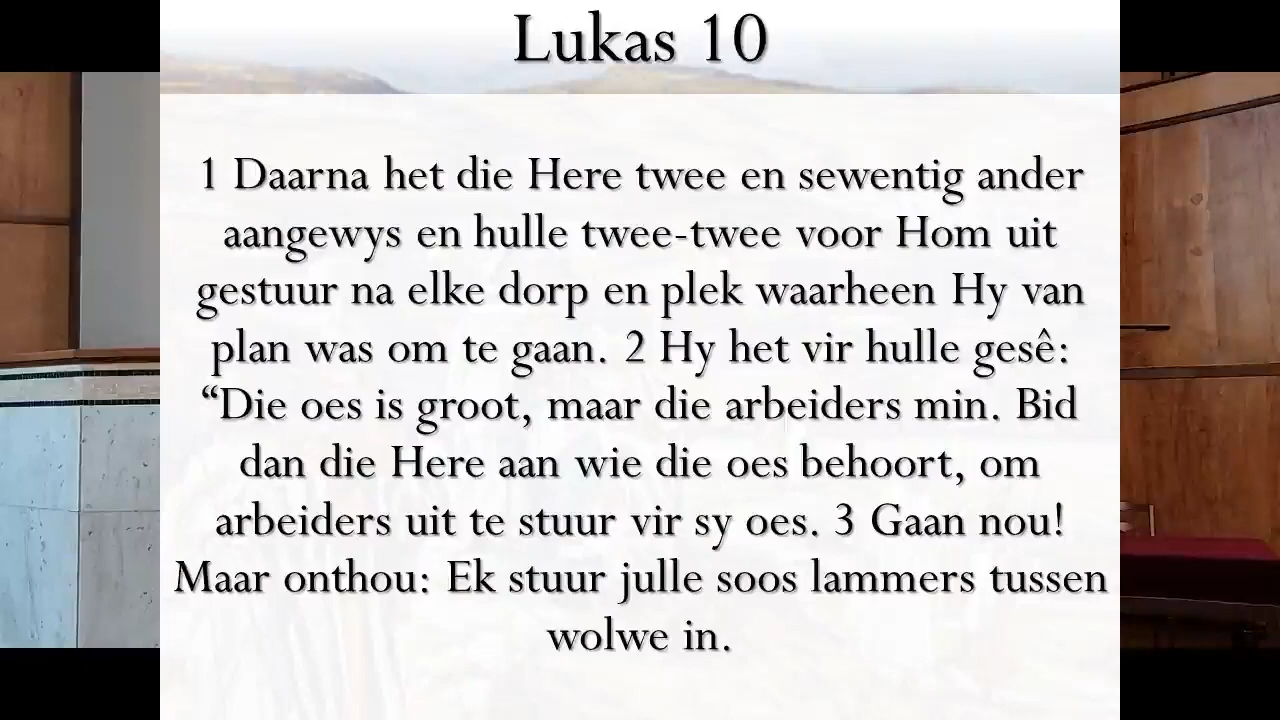 Lukas 10
1 Daarna het die Here twee en sewentig ander
aangewys en hulle twee-twee voor Hom uit
gestuur na elke dorp en plek waarheen Hy van
plan was om te gaan. 2 Hy het vir hulle gesê:
“Die oes is groot, maar die arbeiders min. Bid
dan die Here aan wie die oes behoort, om
arbeiders uit te stuur vir sy oes. 3 Gaan nou!
Maar onthou: Ek stuur julle soos lammers tussen
wolwe in.